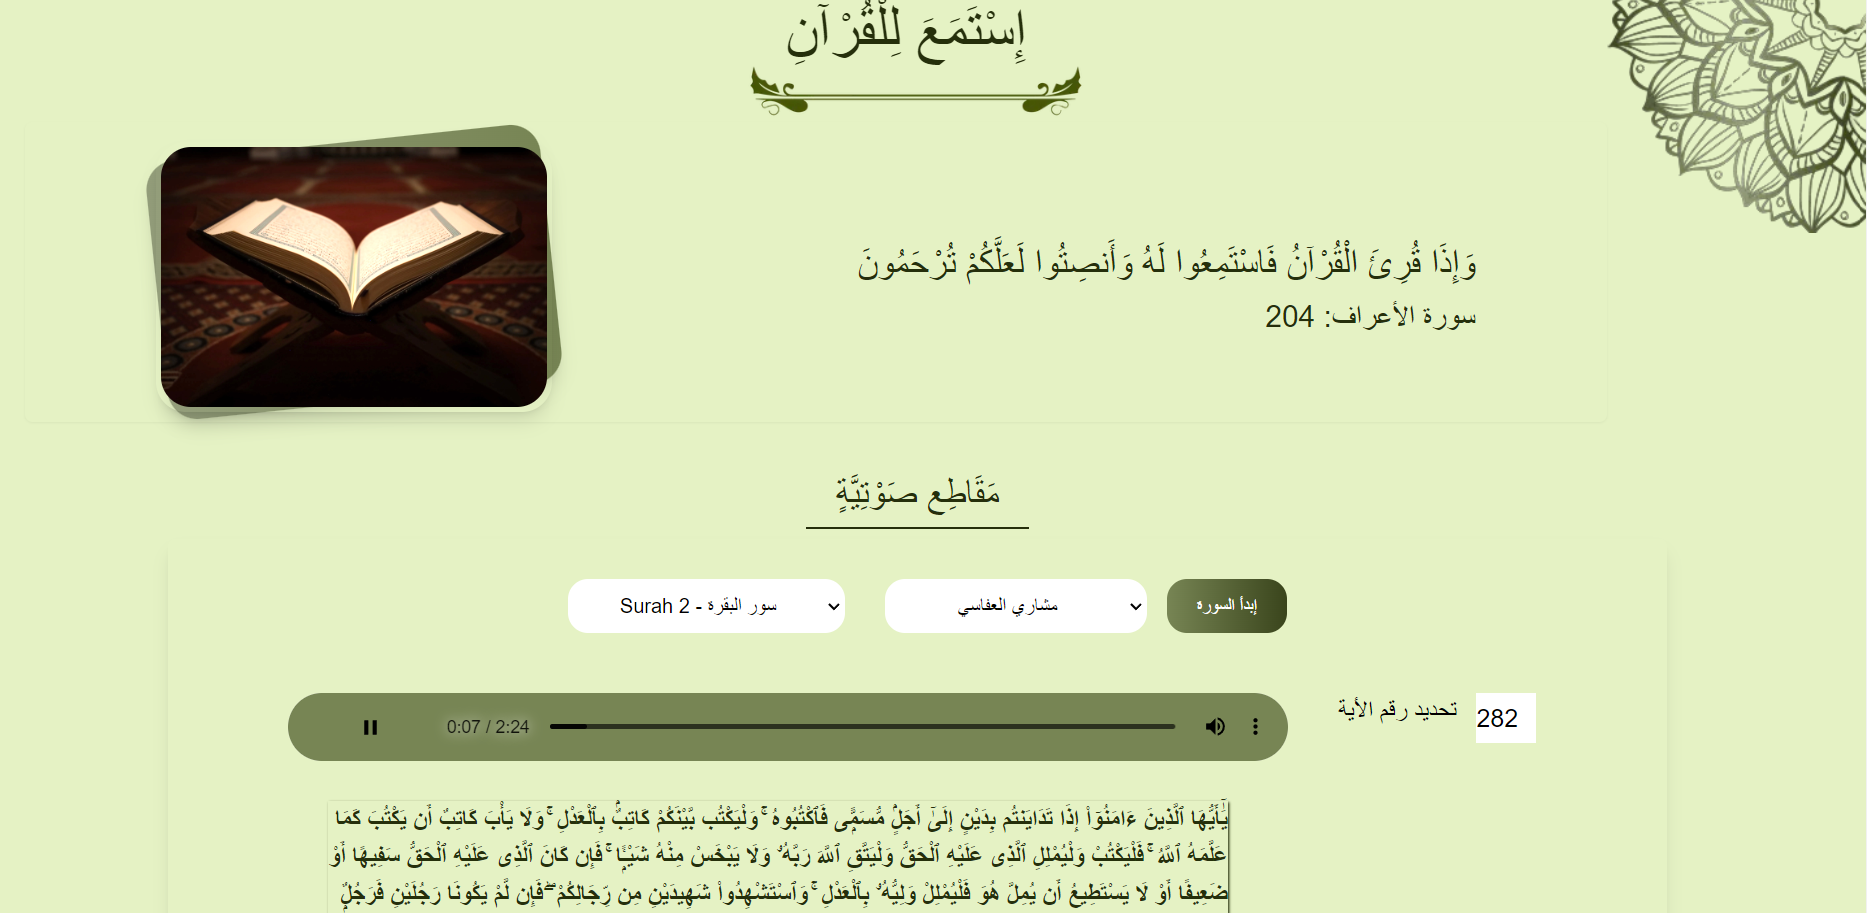 إِسْتَمَعَ لِلْقُرْآنِ
وَإِذَا قُرِئَ الْقُرْآنُ فَاسْتَمِعُوا لَهُ وَأَنصِتُوا لَعَلَّكُمْ تُرْحَمُونَ
سورة الأعراف: 204
مَقَاطِع صَوْتِيَّةٍ
إبدأ السورة
مشاري العفاسي
Surah 2 - سور البقرة
282
تحديد رقم الأية
0:07 / 2:24
يَٰٓأَيُّهَا ٱلَّذِينَ ءَامَنُوٓا۟ إِذَا تَدَايَنتُم بِدَيْنٍ إِلَىٰٓ أَجَلٍۢ مُّسَمًّۭى فَٱكْتُبُوهُ ۚ وَلْيَكْتُب بَّيْنَكُمْ كَاتِبٌۢ بِٱلْعَدْلِ ۚ وَلَا يَأْبَ كَاتِبٌ أَن يَكْتُبَ كَمَا
عَلَّمَهُ ٱللَّهُ ۚ فَلْيَكْتُبْ وَلْيُمْلِلِ ٱلَّذِى عَلَيْهِ ٱلْحَقُّ وَلْيَتَّقِ ٱللَّهَ رَبَّهُۥ وَلَا يَبْخَسْ مِنْهُ شَيْـًۭٔا ۚ فَإِن كَانَ ٱلَّذِى عَلَيْهِ ٱلْحَقُّ سَفِيهًا أَوْ
ضَعِيفًا أَوْ لَا يَسْتَطِيعُ أَن يُمِلَّ هُوَ فَلْيُمْلِلْ وَلِيُّهُۥ بِٱلْعَدْلِ ۚ وَٱسْتَشْهِدُوا۟ شَهِيدَيْنِ مِن رِّجَالِكُمْ ۖ فَإِن لَّمْ يَكُونَا رَجُلَيْنِ فَرَجُلٌۭ